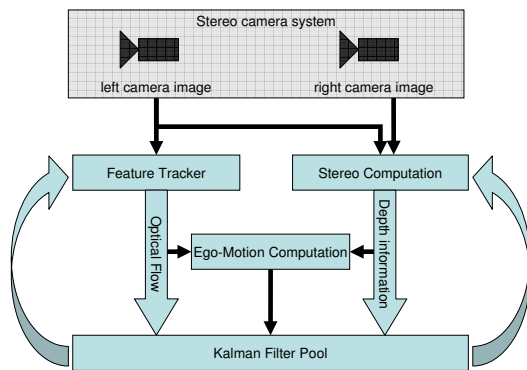 Stereo camera system
left camera image
right camera image
Feature Tracker
Stereo Computation
Optical Flow
Depth information
Ego-Motion Computation
Kalman Filter Pool